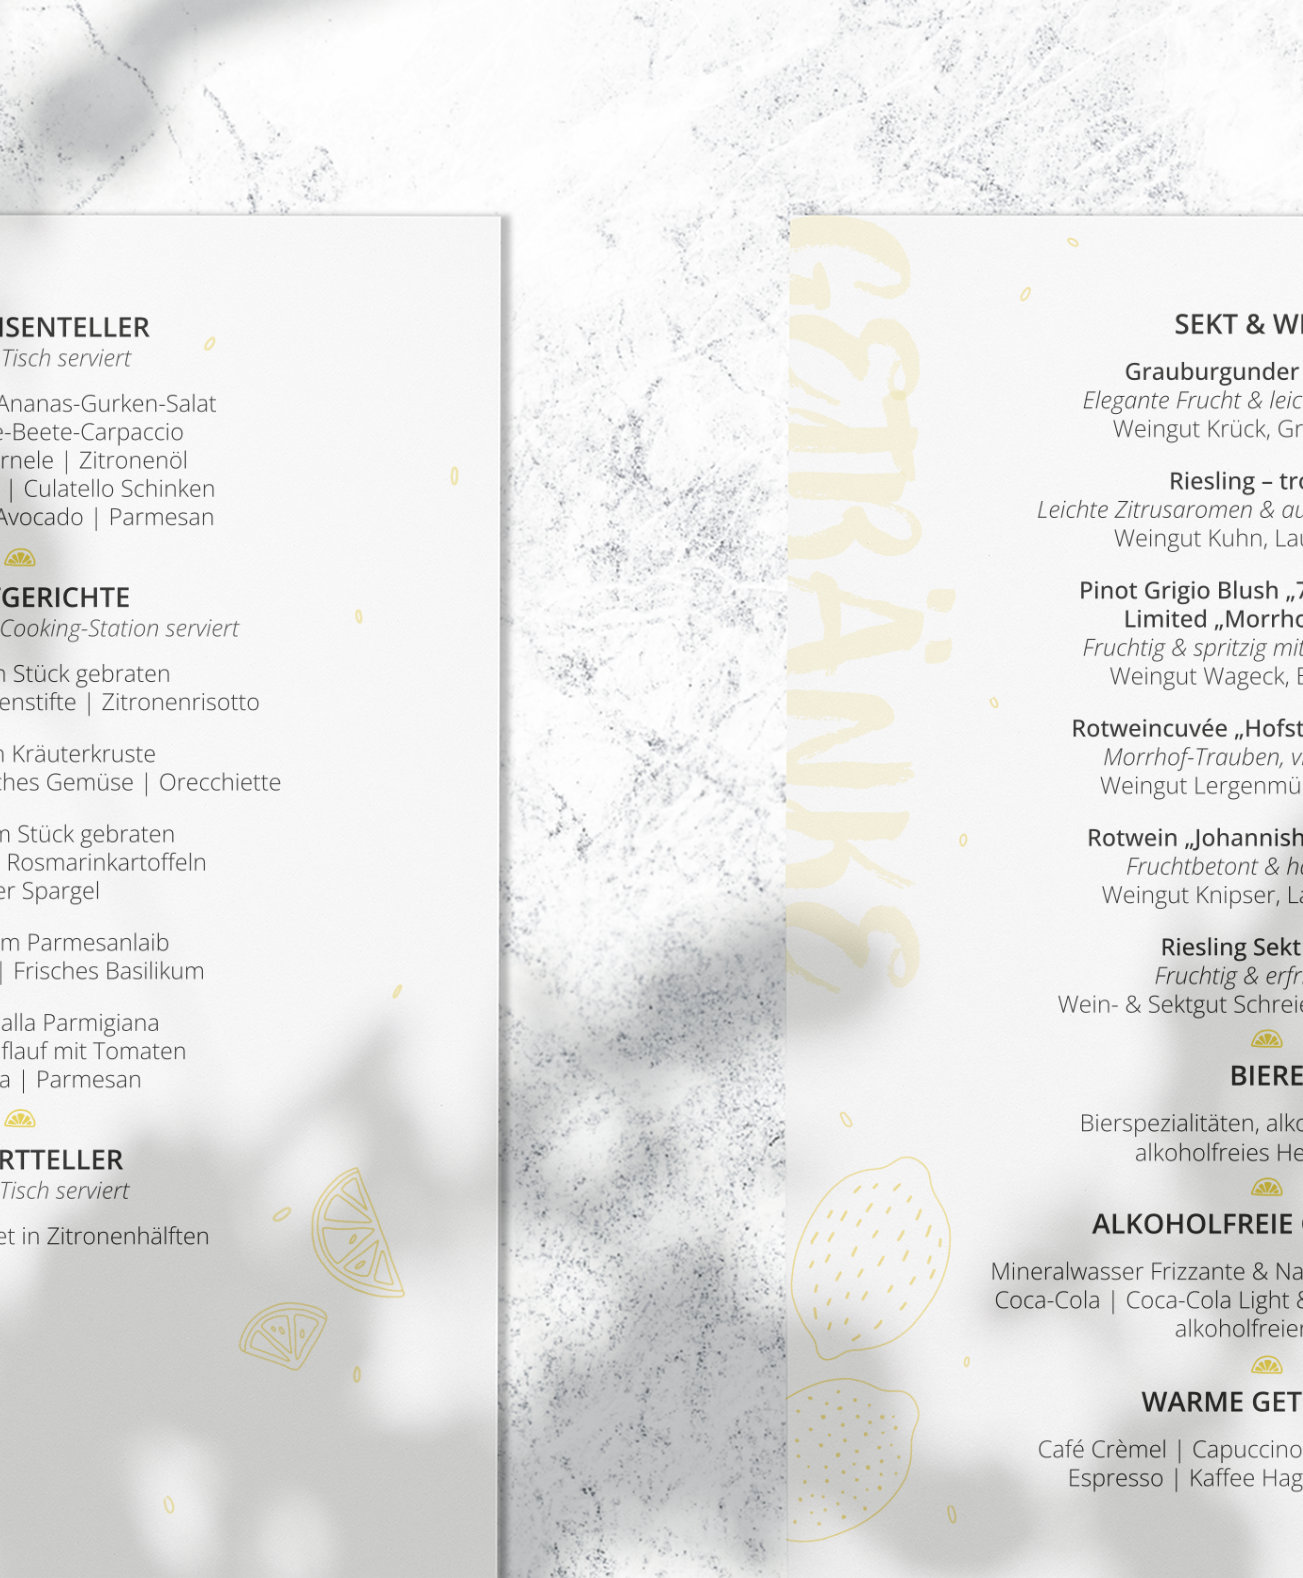 ISENTELLER
Tisch serviert
Ananas-Gurken-Salat
e-Beete-Carpaccio
rnele | Zitronenöl
| Culatello Schinken
Avocado | Parmesan
GERICHTE
Cooking-Station serviert
n Stück gebraten
enstifte | Zitronenrisotto
n Kräuterkruste
ches Gemüse | Orecchiette
m Stück gebraten
Rosmarinkartoffeln
er Spargel
m Parmesanlaib
| Frisches Basilikum
alla Parmigiana
flauf mit Tomaten
a | Parmesan
RTTELLER
Tisch serviert
et in Zitronenhälften
GETRÄNKE
SEKT & WE
Grauburgunder
Elegante Frucht & leic
Weingut Krück, Gr
Riesling – tro
Leichte Zitrusaromen & au
Weingut Kuhn, Lau
Pinot Grigio Blush „7
Limited „Morrho
Fruchtig & spritzig mit
Weingut Wageck, B
Rotweincuvée „Hofst
Morrhof-Trauben, vi
Weingut Lergenmü
Rotwein „Johannish
Fruchtbetont & ha
Weingut Knipser, La
Riesling Sekt
Fruchtig & erfri
Wein- & Sektgut Schreie
BIERE
Bierspezialitäten, alko
alkoholfreies He
ALKOHOLFREIE
Mineralwasser Frizzante & Na
Coca-Cola | Coca-Cola Light &
alkoholfreier
WARME GET
Café Crèmel | Capuccino
Espresso | Kaffee Hag